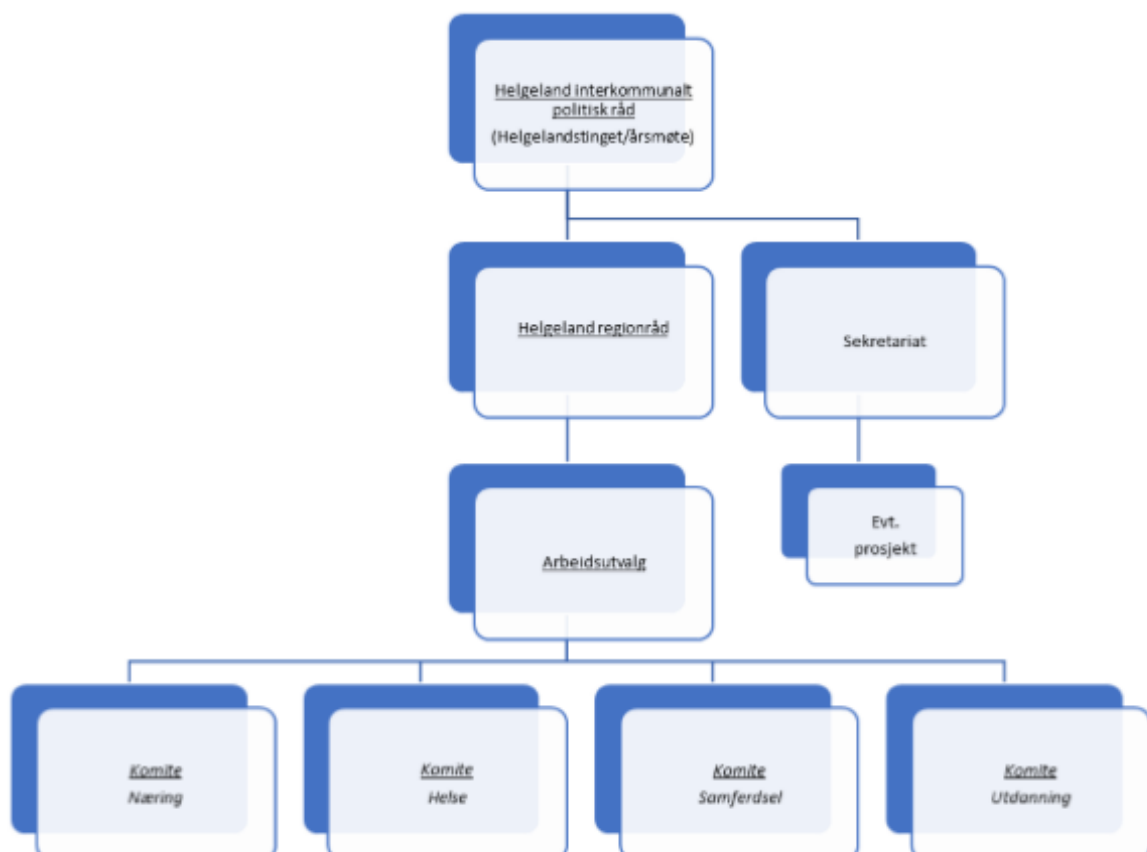 Helgeland interkommunalt
politisk råd
(Helgelandstinget/årsmøte)
Helgeland regionråd
Sekretariat
Arbeidsutvalg
Evt.
prosjekt
Komite
Næring
Komite
Helse
Komite
Samferdsel
Komite
Utdanning